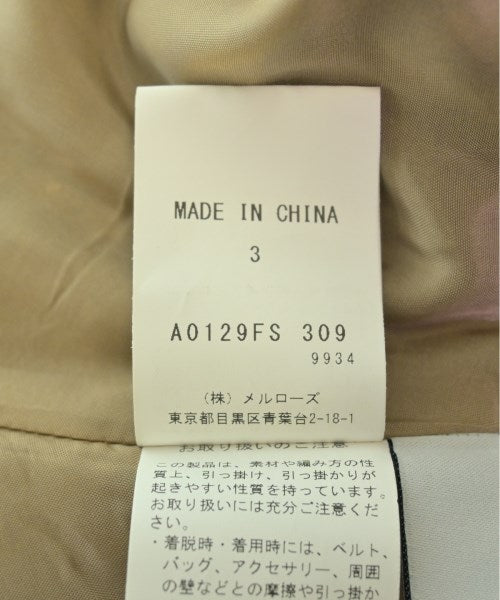 MADE IN CHINA
3
A0129FS 309
9934
(株) メルローズ
東京都目黒区青葉台2-18-1
お取り扱いのご注意
この製品は、素材や編み方の性
質上、引っ掛け、引っ掛かりが
起きやすい性質を持っています。
お取り扱いには充分ご注意くだ
さい。
・着脱時・着用時には、ベルト、
バッグ、アクセサリー、周囲
の壁などとの摩擦や引っ掛か